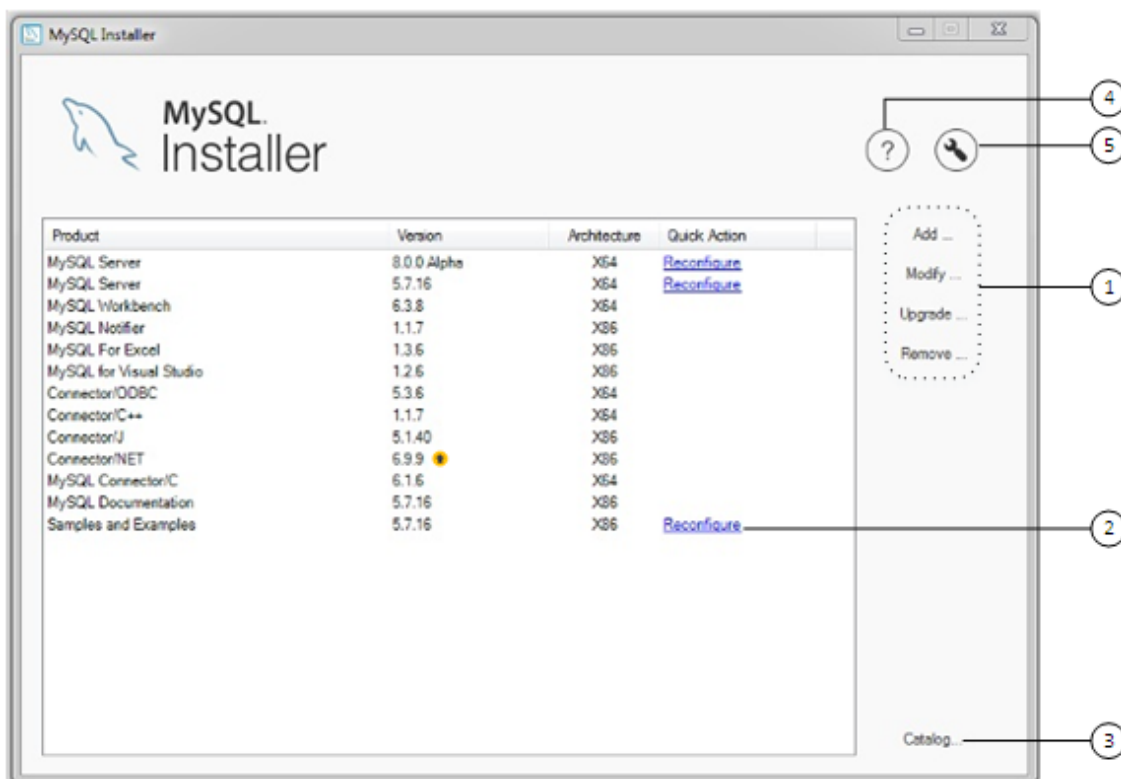 MySQL Installer
MySQL.
Installer
4
?
5
Product Version Architecture Quick Action
MySQL Server 8.0.0 Alpha X64 Reconfigure
MySQL Server 5.7.16 X64 Reconfigure
MySQL Workbench 6.3.8 X64
MySQL Notifier 1.1.7 X86
MySQL For Excel 1.3.6 X86
MySQL for Visual Studio 1.2.6 X86
Connector/ODBC 5.3.6 X64
Connector/C++ 1.1.7 X64
Connector/J 5.1.40 X86
Connector/NET 6.9.9 X86
MySQL Connector/C 6.1.6 X64
MySQL Documentation 5.7.16 X86
Samples and Examples 5.7.16 X86 Reconfigure
Add ...
Modify ...
Upgrade ...
Remove ...
1
2
Catalog...
3